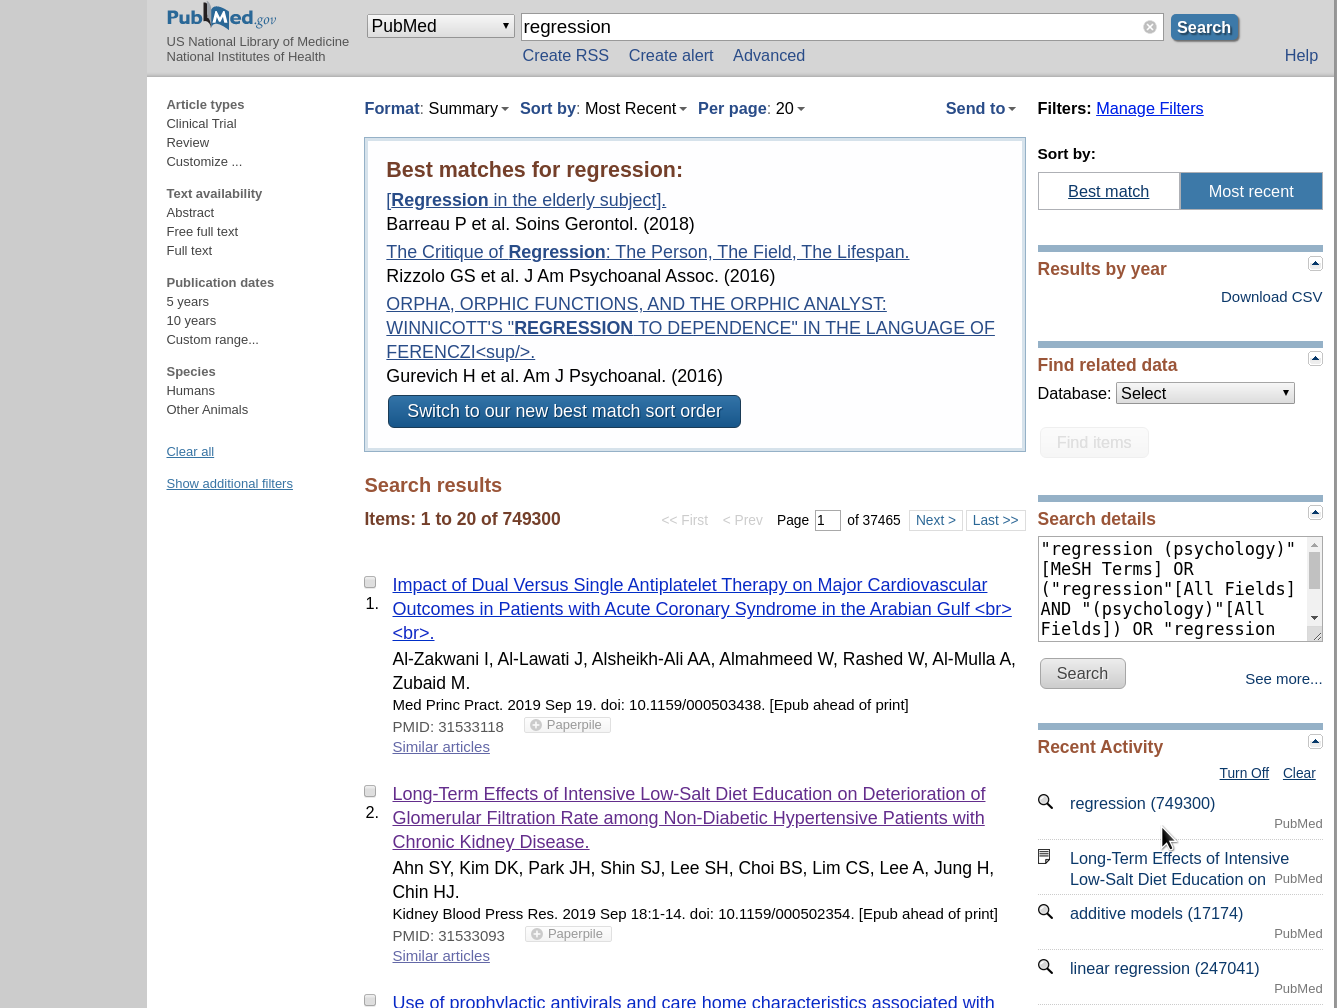 PubMed.gov
US National Library of Medicine
National Institutes of Health
PubMed
regression
Search
Create RSS Create alert Advanced
Help
Article types
Clinical Trial
Review
Customize ...
Text availability
Abstract
Free full text
Full text
Publication dates
5 years
10 years
Custom range...
Species
Humans
Other Animals
Clear all
Show additional filters
Format: Summary Sort by: Most Recent Per page: 20 Send to
Best matches for regression:
[Regression in the elderly subject].
Barreau P et al. Soins Gerontol. (2018)
The Critique of Regression: The Person, The Field, The Lifespan.
Rizzolo GS et al. J Am Psychoanal Assoc. (2016)
ORPHA, ORPHIC FUNCTIONS, AND THE ORPHIC ANALYST:
WINNICOTT'S "REGRESSION TO DEPENDENCE" IN THE LANGUAGE OF
FERENCZI<sup/>.
Gurevich H et al. Am J Psychoanal. (2016)
Switch to our new best match sort order
Search results
Items: 1 to 20 of 749300
<< First < Prev Page 1 of 37465 Next > Last >>
1.
Impact of Dual Versus Single Antiplatelet Therapy on Major Cardiovascular
Outcomes in Patients with Acute Coronary Syndrome in the Arabian Gulf <br>
<br>.
Al-Zakwani I, Al-Lawati J, Alsheikh-Ali AA, Almahmeed W, Rashed W, Al-Mulla A,
Zubaid M.
Med Princ Pract. 2019 Sep 19. doi: 10.1159/000503438. [Epub ahead of print]
PMID: 31533118 Paperpile
Similar articles
2.
Long-Term Effects of Intensive Low-Salt Diet Education on Deterioration of
Glomerular Filtration Rate among Non-Diabetic Hypertensive Patients with
Chronic Kidney Disease.
Ahn SY, Kim DK, Park JH, Shin SJ, Lee SH, Choi BS, Lim CS, Lee A, Jung H,
Chin HJ.
Kidney Blood Press Res. 2019 Sep 18:1-14. doi: 10.1159/000502354. [Epub ahead of print]
PMID: 31533093 Paperpile
Similar articles
Use of prophylactic antivirals and care home characteristics associated with
Filters: Manage Filters
Sort by:
Best match Most recent
Results by year
Download CSV
Find related data
Database: Select
Find items
Search details
"regression (psychology)"
[MeSH Terms] OR
("regression"[All Fields]
AND "(psychology)"[All
Fields]) OR "regression
Search
See more...
Recent Activity
Turn Off Clear
regression (749300)
PubMed
Long-Term Effects of Intensive
Low-Salt Diet Education on PubMed
additive models (17174)
PubMed
linear regression (247041)
PubMed